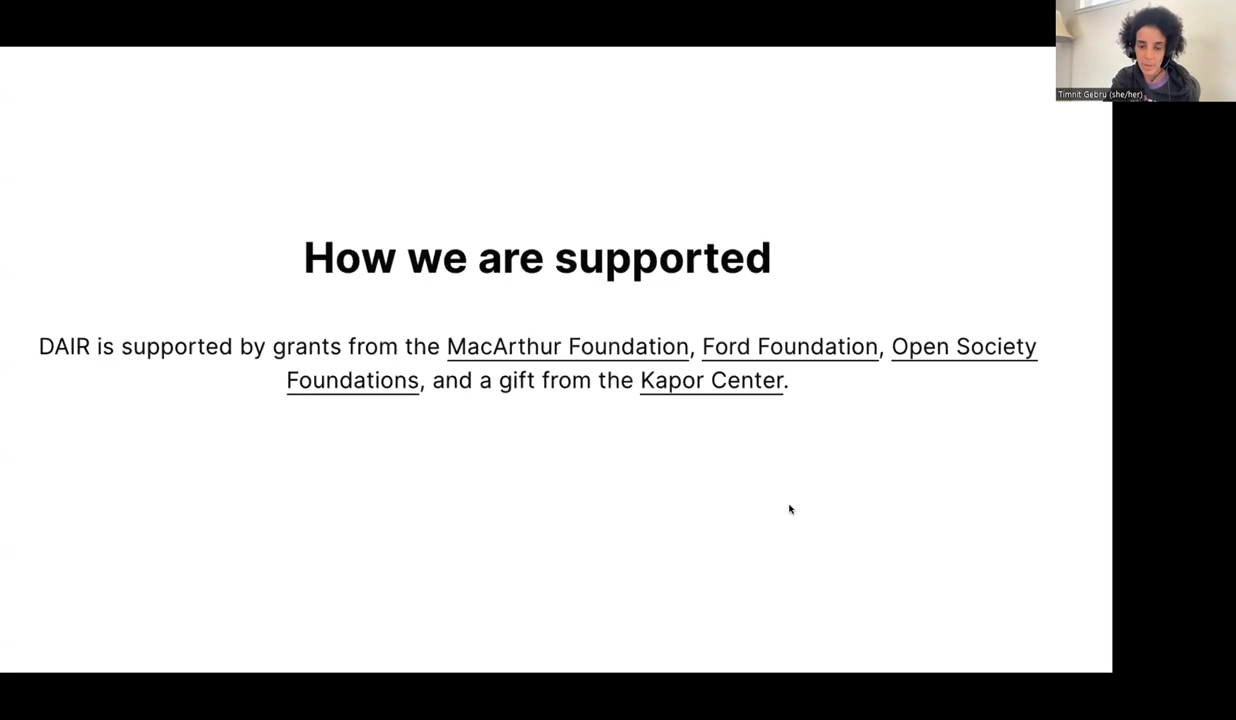 Timnit Gebru (she/her)
How we are supported
DAIR is supported by grants from the MacArthur Foundation, Ford Foundation, Open Society
Foundations, and a gift from the Kapor Center.